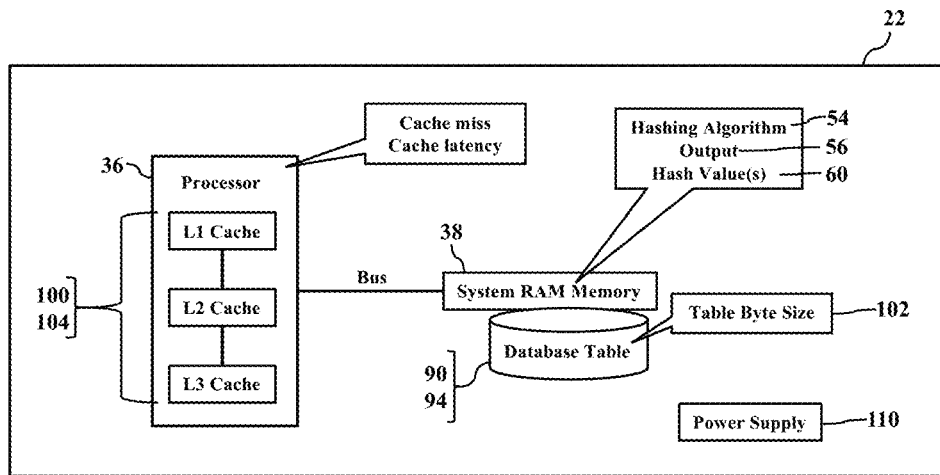 22
Cache miss
Cache latency
Hashing Algorithm
Output
Hash Value(s)
54
56
60
36
Processor
L1 Cache
L2 Cache
L3 Cache
100
104
Bus
38
System RAM Memory
Database Table
Table Byte Size
102
90
94
Power Supply
110